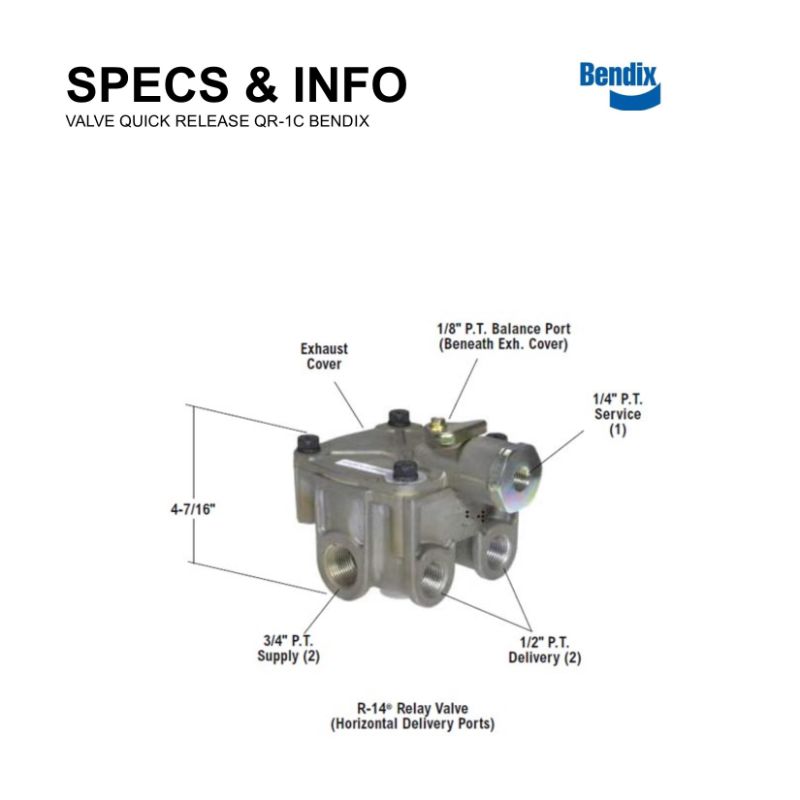 SPECS & INFO
VALVE QUICK RELEASE QR-1C BENDIX
Bendix
1/8" P.T. Balance Port
(Beneath Exh. Cover)
Exhaust
Cover
1/4" P.T.
Service
(1)
4-7/16"
3/4" P.T.
Supply (2)
1/2" P.T.
Delivery (2)
R-14® Relay Valve
(Horizontal Delivery Ports)